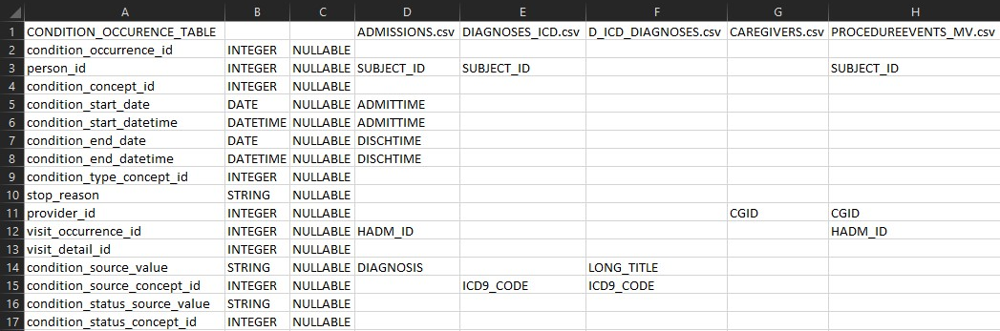 A B C D E F G H
1 CONDITION_OCCURENCE_TABLE ADMISSIONS.csv DIAGNOSES_ICD.csv D_ICD_DIAGNOSES.csv CAREGIVERS.csv PROCEDUREEVENTS_MV.csv
2 condition_occurrence_id INTEGER NULLABLE
3 person_id INTEGER NULLABLE SUBJECT_ID SUBJECT_ID SUBJECT_ID
4 condition_concept_id INTEGER NULLABLE
5 condition_start_date DATE NULLABLE ADMITTIME
6 condition_start_datetime DATETIME NULLABLE ADMITTIME
7 condition_end_date DATE NULLABLE DISCHTIME
8 condition_end_datetime DATETIME NULLABLE DISCHTIME
9 condition_type_concept_id INTEGER NULLABLE
10 stop_reason STRING NULLABLE
11 provider_id INTEGER NULLABLE CGID CGID
12 visit_occurrence_id INTEGER NULLABLE HADM_ID HADM_ID
13 visit_detail_id INTEGER NULLABLE
14 condition_source_value STRING NULLABLE DIAGNOSIS LONG_TITLE
15 condition_source_concept_id INTEGER NULLABLE ICD9_CODE ICD9_CODE
16 condition_status_source_value STRING NULLABLE
17 condition_status_concept_id INTEGER NULLABLE